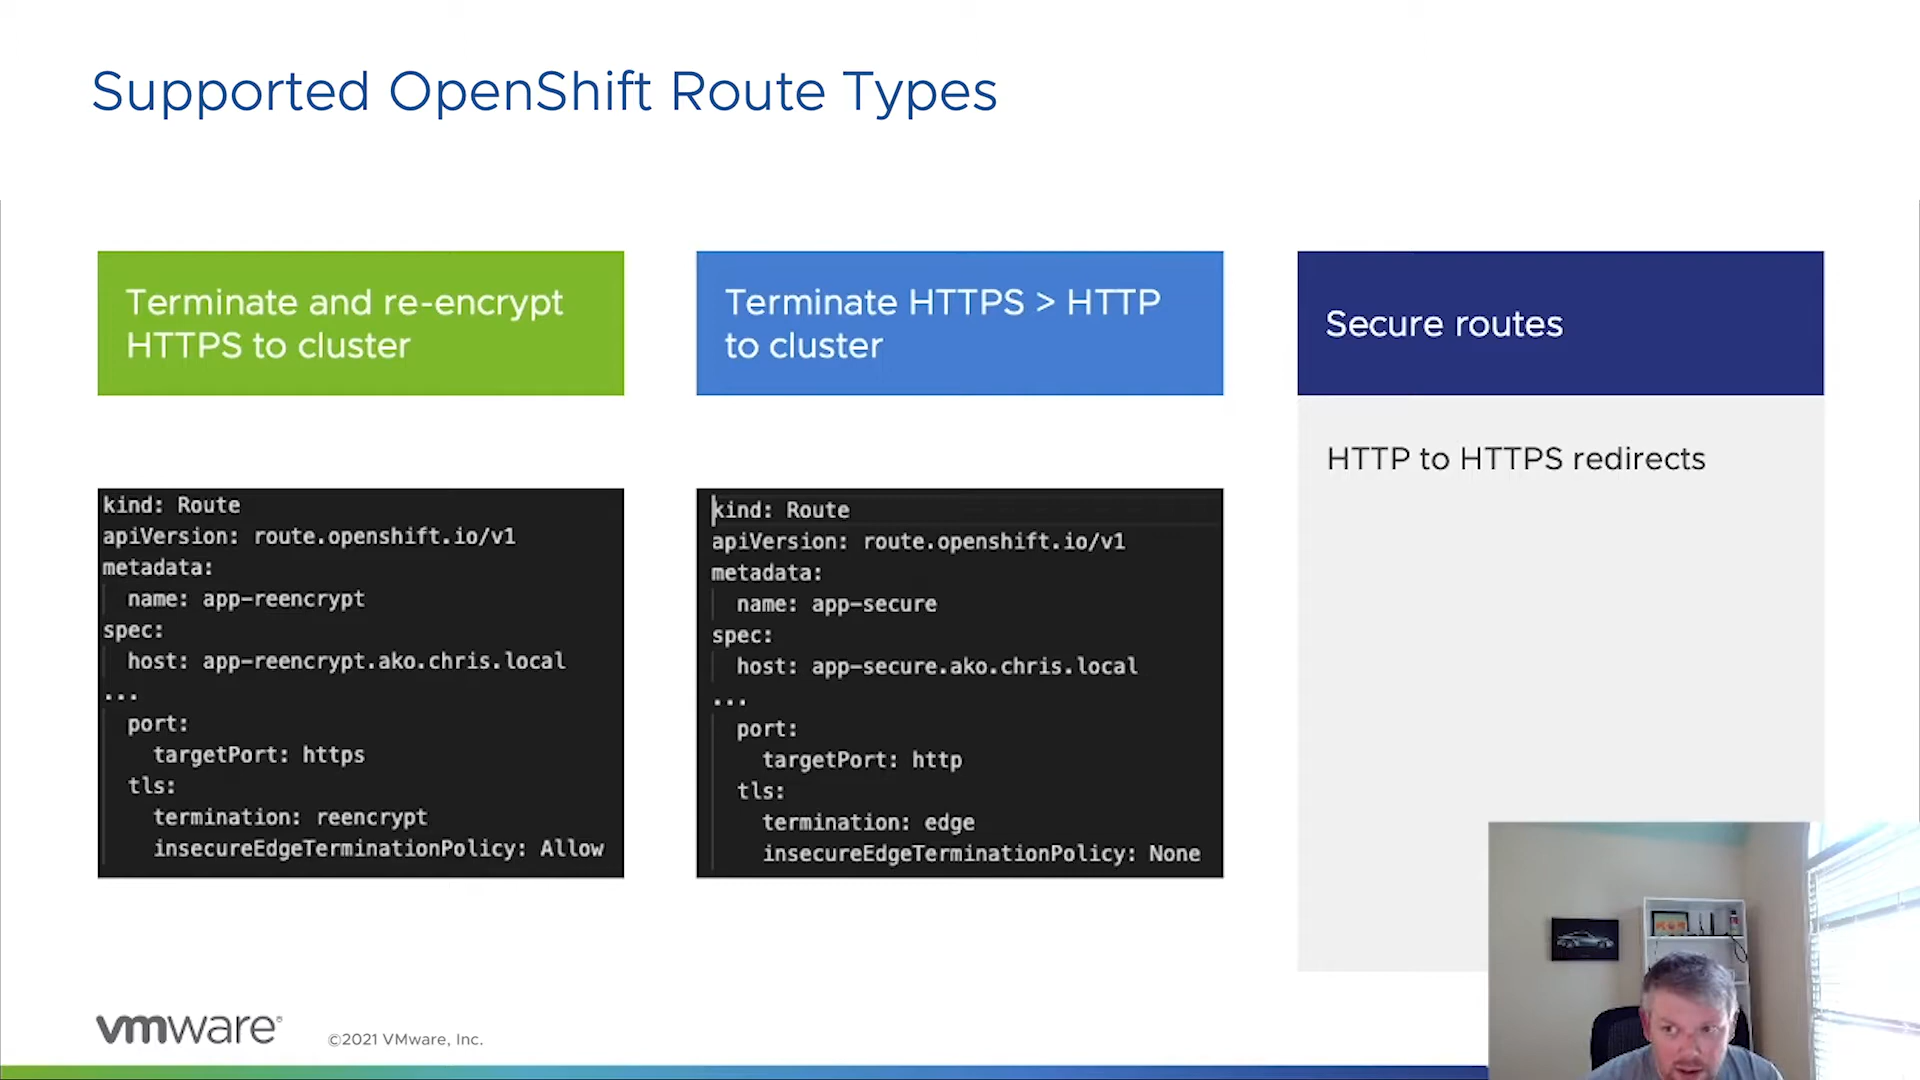 Supported OpenShift Route Types
Terminate and re-encrypt
HTTPS to cluster
kind: Route
apiVersion: route.openshift.io/v1
metadata:
name: app-reencrypt
spec:
host: app-reencrypt.ako.chris.local
...
port:
targetPort: https
tls:
termination: reencrypt
insecureEdgeTerminationPolicy: Allow
Terminate HTTPS > HTTP
to cluster
kind: Route
apiVersion: route.openshift.io/v1
metadata:
name: app-secure
spec:
host: app-secure.ako.chris.local
...
port:
targetPort: http
tls:
termination: edge
insecureEdgeTerminationPolicy: None
Secure routes
HTTP to HTTPS redirects
vmware®
©2021 VMware, Inc.